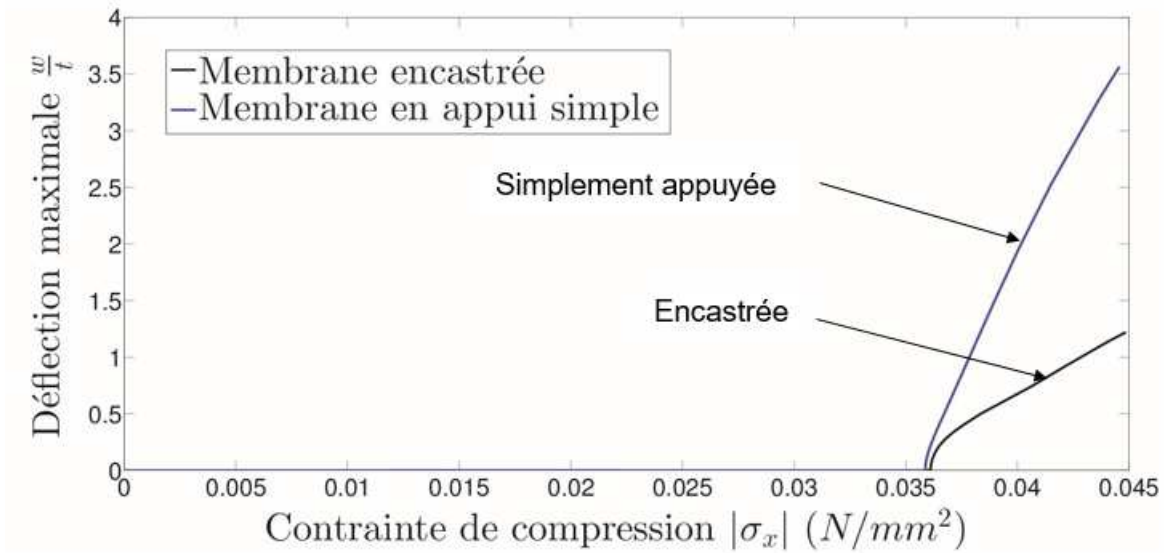 Déflection maximale w/t
4
3.5
3
2.5
2
1.5
1
0.5
0
Membrane encastrée
Membrane en appui simple
Simplement appuyée
Encastrée
0 0.005 0.01 0.015 0.02 0.025 0.03 0.035 0.04 0.045
Contrainte de compression |σx| (N/mm²)